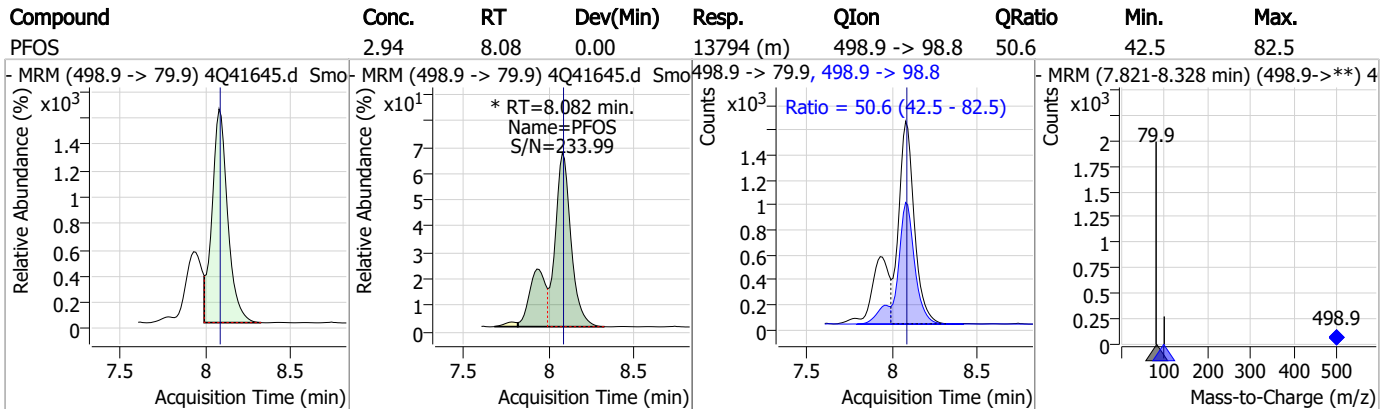 Compound Conc. RT Dev(Min) Resp. QIon QRatio Min. Max.
PFOS 2.94 8.08 0.00 13794 (m) 498.9 -> 98.8 50.6 42.5 82.5
- MRM (498.9 -> 79.9) 4Q41645.d Smo
Relative Abundance (%)
x10³
1.4
1.2
1
0.8
0.6
0.4
0.2
0
7.5 8 8.5
Acquisition Time (min)
- MRM (498.9 -> 79.9) 4Q41645.d Smo
Relative Abundance (%)
x10¹
* RT=8.082 min.
Name=PFOS
S/N=233.99
7
6
5
4
3
2
1
0
7.5 8 8.5
Acquisition Time (min)
498.9 -> 79.9, 498.9 -> 98.8
Counts
x10³
Ratio = 50.6 (42.5 - 82.5)
1.4
1.2
1
0.8
0.6
0.4
0.2
0
7.5 8 8.5
Acquisition Time (min)
- MRM (7.821-8.328 min) (498.9->**) 4
Counts
x10³
79.9
2
1.75
1.5
1.25
1
0.75
0.5
0.25
0
498.9
100 200 300 400 500
Mass-to-Charge (m/z)